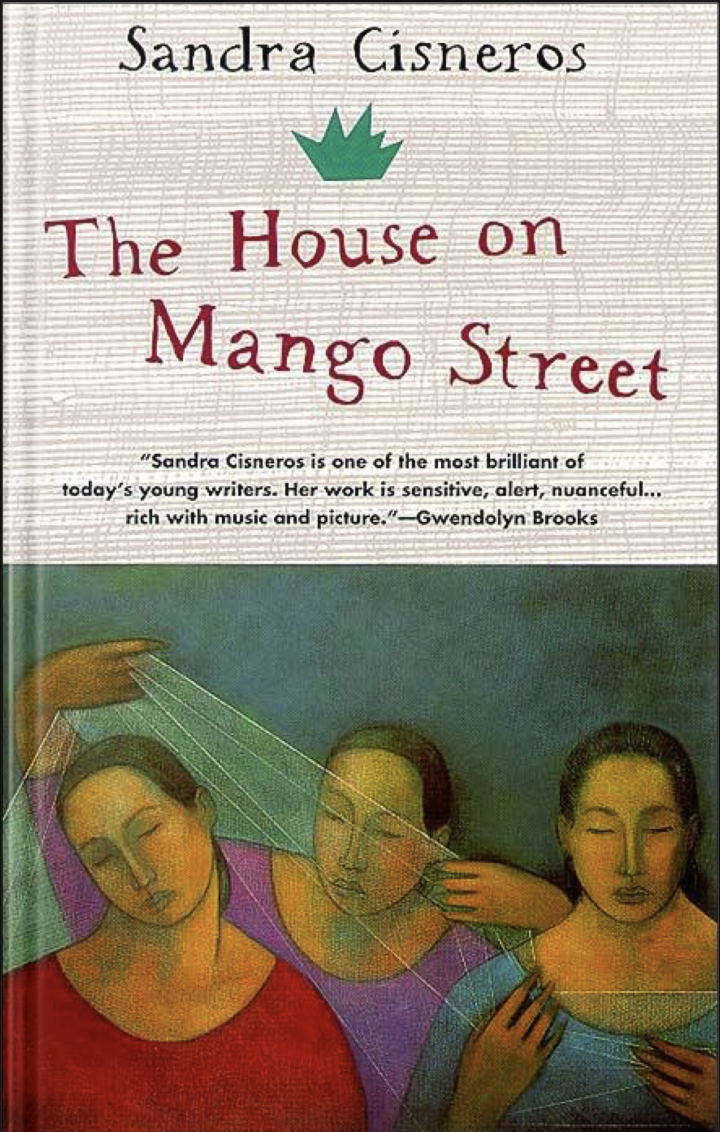 Sandra Cisneros
The House on
Mango Street
“Sandra Cisneros is one of the most brilliant of
today’s young writers. Her work is sensitive, alert, nuanceful...
rich with music and picture.”—Gwendolyn Brooks